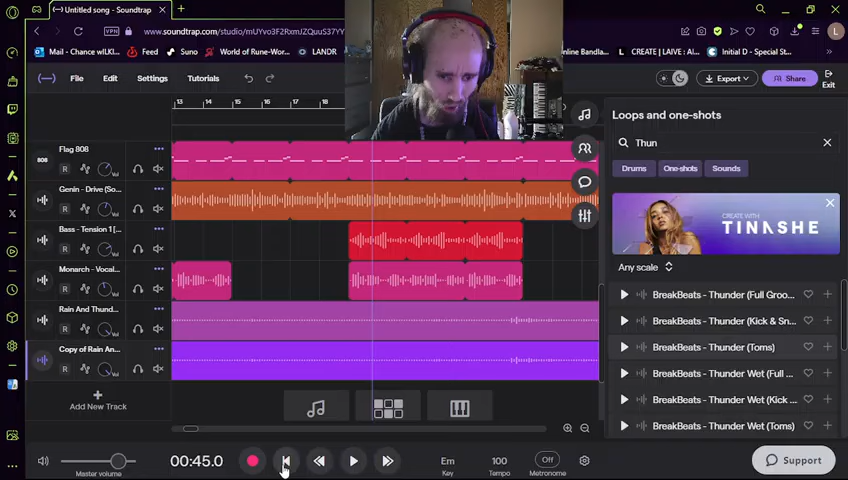 Untitled song - Soundtrap
VPN
www.soundtrap.com/studio/mUYvo3F2RxmJZQuuS37YY
Mail - Chance wILKI...
Feed
Suno
World of Rune-Wor...
LANDR
Online Bandla...
CREATE | LAIVE : AI...
Initial D - Special St...
L
File
Edit
Settings
Tutorials
Export
Share
Exit
13
14
15
16
17
18
808
Flag 808
R
Genin - Drive (So...
R
Bass - Tension 1 [...
R
Monarch - Vocal...
R
Rain And Thund...
R
Copy of Rain An...
R
Add New Track
Loops and one-shots
Thun
Drums
One-shots
Sounds
CREATE WITH
TINASHE
Any scale
BreakBeats - Thunder (Full Groo...
BreakBeats - Thunder (Kick & Sn...
BreakBeats - Thunder (Toms)
BreakBeats - Thunder Wet (Full ...
BreakBeats - Thunder Wet (Kick ...
BreakBeats - Thunder Wet (Toms)
Master volume
00:45.0
Em
Key
100
Tempo
Off
Metronome
Support